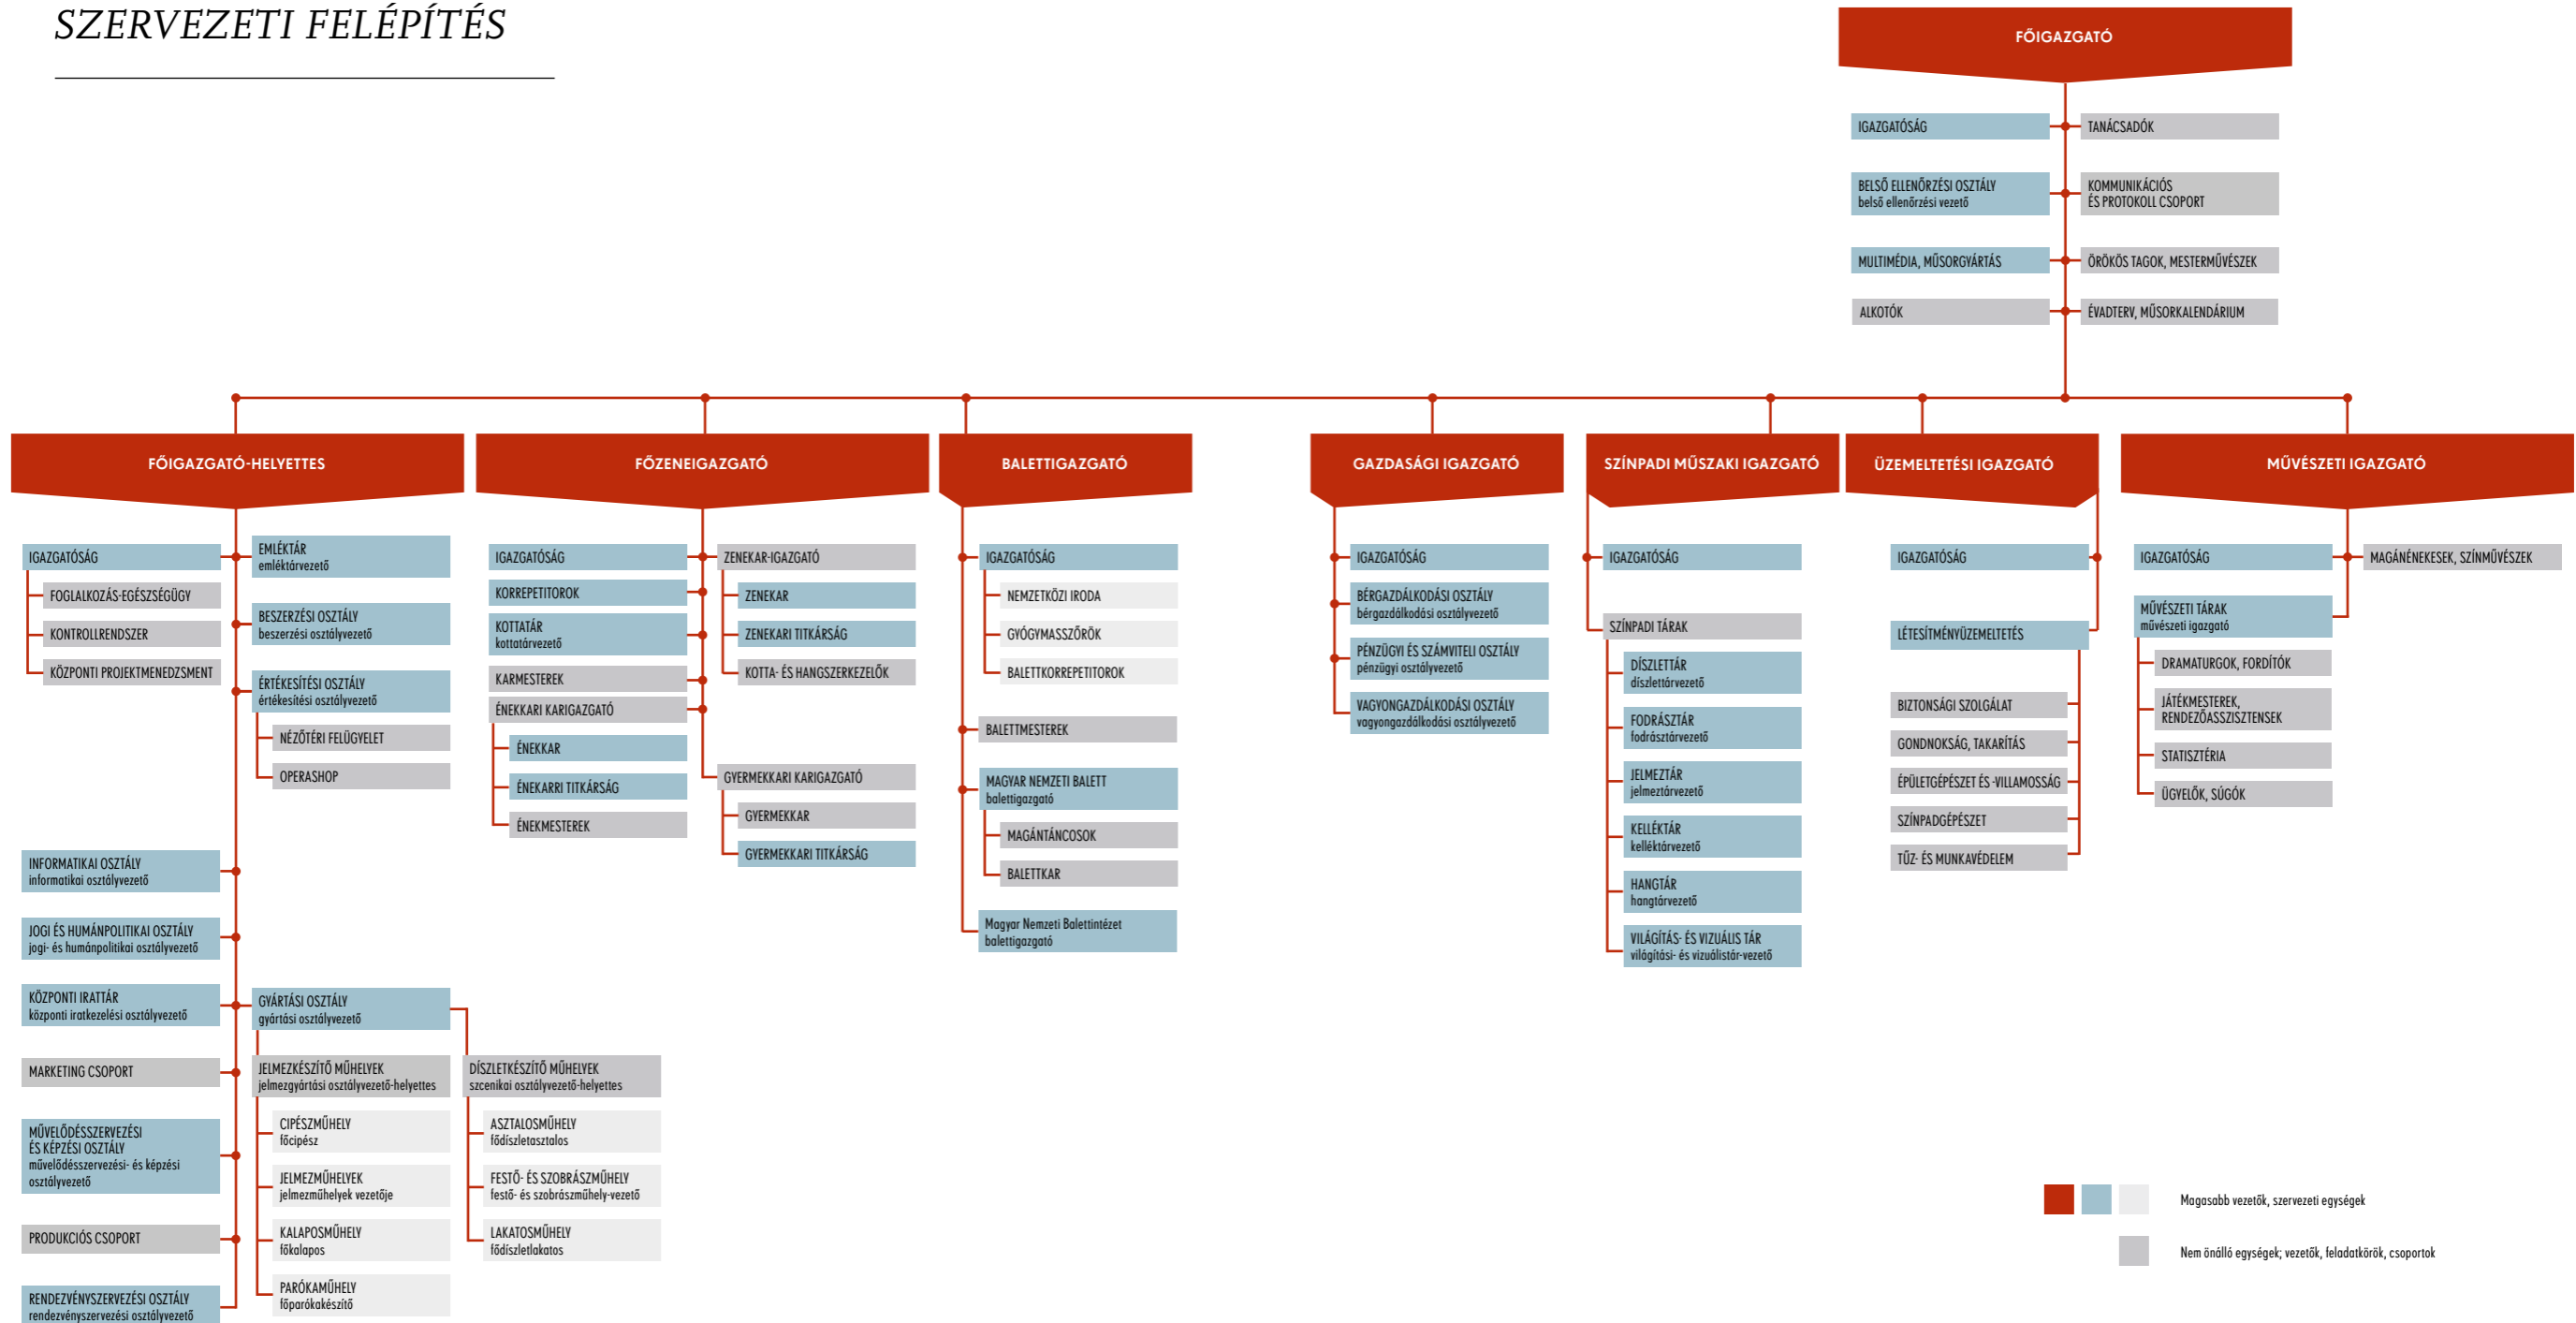 SZERVEZETI FELÉPÍTÉS
FŐIGAZGATÓ
IGAZGATÓSÁG
TANÁCSADÓK
BELSŐ ELLENŐRZÉSI OSZTÁLY
belső ellenőrzési vezető
KOMMUNIKÁCIÓS
ÉS PROTOKOLL CSOPORT
MULTIMÉDIA, MŰSORGYÁRTÁS
ÖRÖKÖS TAGOK, MESTERMŰVÉSZEK
ALKOTÓK
ÉVADTERV, MŰSORKALENDÁRIUM
FŐIGAZGATÓ-HELYETTES
IGAZGATÓSÁG
FOGLALKOZÁS-EGÉSZSÉGÜGY
KONTROLLRENDSZER
KÖZPONTI PROJEKTMENEDZSMENT
EMLÉKTÁR
emléktárvezető
BESZERZÉSI OSZTÁLY
beszerzési osztályvezető
ÉRTÉKESÍTÉSI OSZTÁLY
értékesítési osztályvezető
NÉZŐTÉRI FELÜGYELET
OPERASHOP
INFORMATIKAI OSZTÁLY
informatikai osztályvezető
JOGI ÉS HUMÁNPOLITIKAI OSZTÁLY
jogi- és humánpolitikai osztályvezető
KÖZPONTI IRATTÁR
központi iratkezelési osztályvezető
MARKETING CSOPORT
MŰVELŐDÉSSZERVEZÉSI
ÉS KÉPZÉSI OSZTÁLY
művelődésszervezési- és képzési
osztályvezető
PRODUKCIÓS CSOPORT
RENDEZVÉNYSZERVEZÉSI OSZTÁLY
rendezvényszervezési osztályvezető
GYÁRTÁSI OSZTÁLY
gyártási osztályvezető
JELMEZKÉSZÍTŐ MŰHELYEK
jelmezgyártási osztályvezető-helyettes
CIPÉSZMŰHELY
főcipész
JELMEZMŰHELYEK
jelmezműhelyek vezetője
KALAPOSMŰHELY
főkalapos
PARÓKAMŰHELY
főparókakészítő
DÍSZLETKÉSZÍTŐ MŰHELYEK
szcenikai osztályvezető-helyettes
ASZTALOSMŰHELY
fődíszletasztalos
FESTŐ- ÉS SZOBRÁSZMŰHELY
festő- és szobrászműhely-vezető
LAKATOSMŰHELY
fődíszletlakatos
FŐZENEIGAZGATÓ
IGAZGATÓSÁG
KORREPETITOROK
KOTTATÁR
kottatárvezető
KARMESTEREK
ÉNEKKARI KARIGAZGATÓ
ÉNEKKAR
ÉNEKARRI TITKÁRSÁG
ÉNEKMESTEREK
ZENEKAR-IGAZGATÓ
ZENEKAR
ZENEKARI TITKÁRSÁG
KOTTA- ÉS HANGSZERKEZELŐK
GYERMEKKARI KARIGAZGATÓ
GYERMEKKAR
GYERMEKKARI TITKÁRSÁG
BALETTIGAZGATÓ
IGAZGATÓSÁG
NEMZETKÖZI IRODA
GYÓGYMASSZŐRÖK
BALETTKORREPETITOROK
BALETTMESTEREK
MAGYAR NEMZETI BALETT
balettigazgató
MAGÁNTÁNCOSOK
BALETTKAR
Magyar Nemzeti Balettintézet
balettigazgató
GAZDASÁGI IGAZGATÓ
IGAZGATÓSÁG
BÉRGAZDÁLKODÁSI OSZTÁLY
bérgazdálkodási osztályvezető
PÉNZÜGYI ÉS SZÁMVITELI OSZTÁLY
pénzügyi osztályvezető
VAGYONGAZDÁLKODÁSI OSZTÁLY
vagyongazdálkodási osztályvezető
SZÍNPADI MŰSZAKI IGAZGATÓ
IGAZGATÓSÁG
SZÍNPADI TÁRAK
DÍSZLETTÁR
díszlettárvezető
FODRÁSZTÁR
fodrásztárvezető
JELMEZTÁR
jelmeztárvezető
KELLÉKTÁR
kelléktárvezető
HANGTÁR
hangtárvezető
VILÁGÍTÁS- ÉS VIZUÁLIS TÁR
világítási- és vizuálistár-vezető
ÜZEMELTETÉSI IGAZGATÓ
IGAZGATÓSÁG
LÉTESÍTMÉNYÜZEMELTETÉS
BIZTONSÁGI SZOLGÁLAT
GONDNOKSÁG, TAKARÍTÁS
ÉPÜLETGÉPÉSZET ÉS -VILLAMOSSÁG
SZÍNPADGÉPÉSZET
TŰZ- ÉS MUNKAVÉDELEM
MŰVÉSZETI IGAZGATÓ
IGAZGATÓSÁG
MAGÁNÉNEKESEK, SZÍNMŰVÉSZEK
MŰVÉSZETI TÁRAK
művészeti igazgató
DRAMATURGOK, FORDÍTÓK
JÁTÉKMESTEREK,
RENDEZŐASSZISZTENSEK
STATISZTÉRIA
ÜGYELŐK, SÚGÓK
Magasabb vezetők, szervezeti egységek
Nem önálló egységek; vezetők, feladatkörök, csoportok